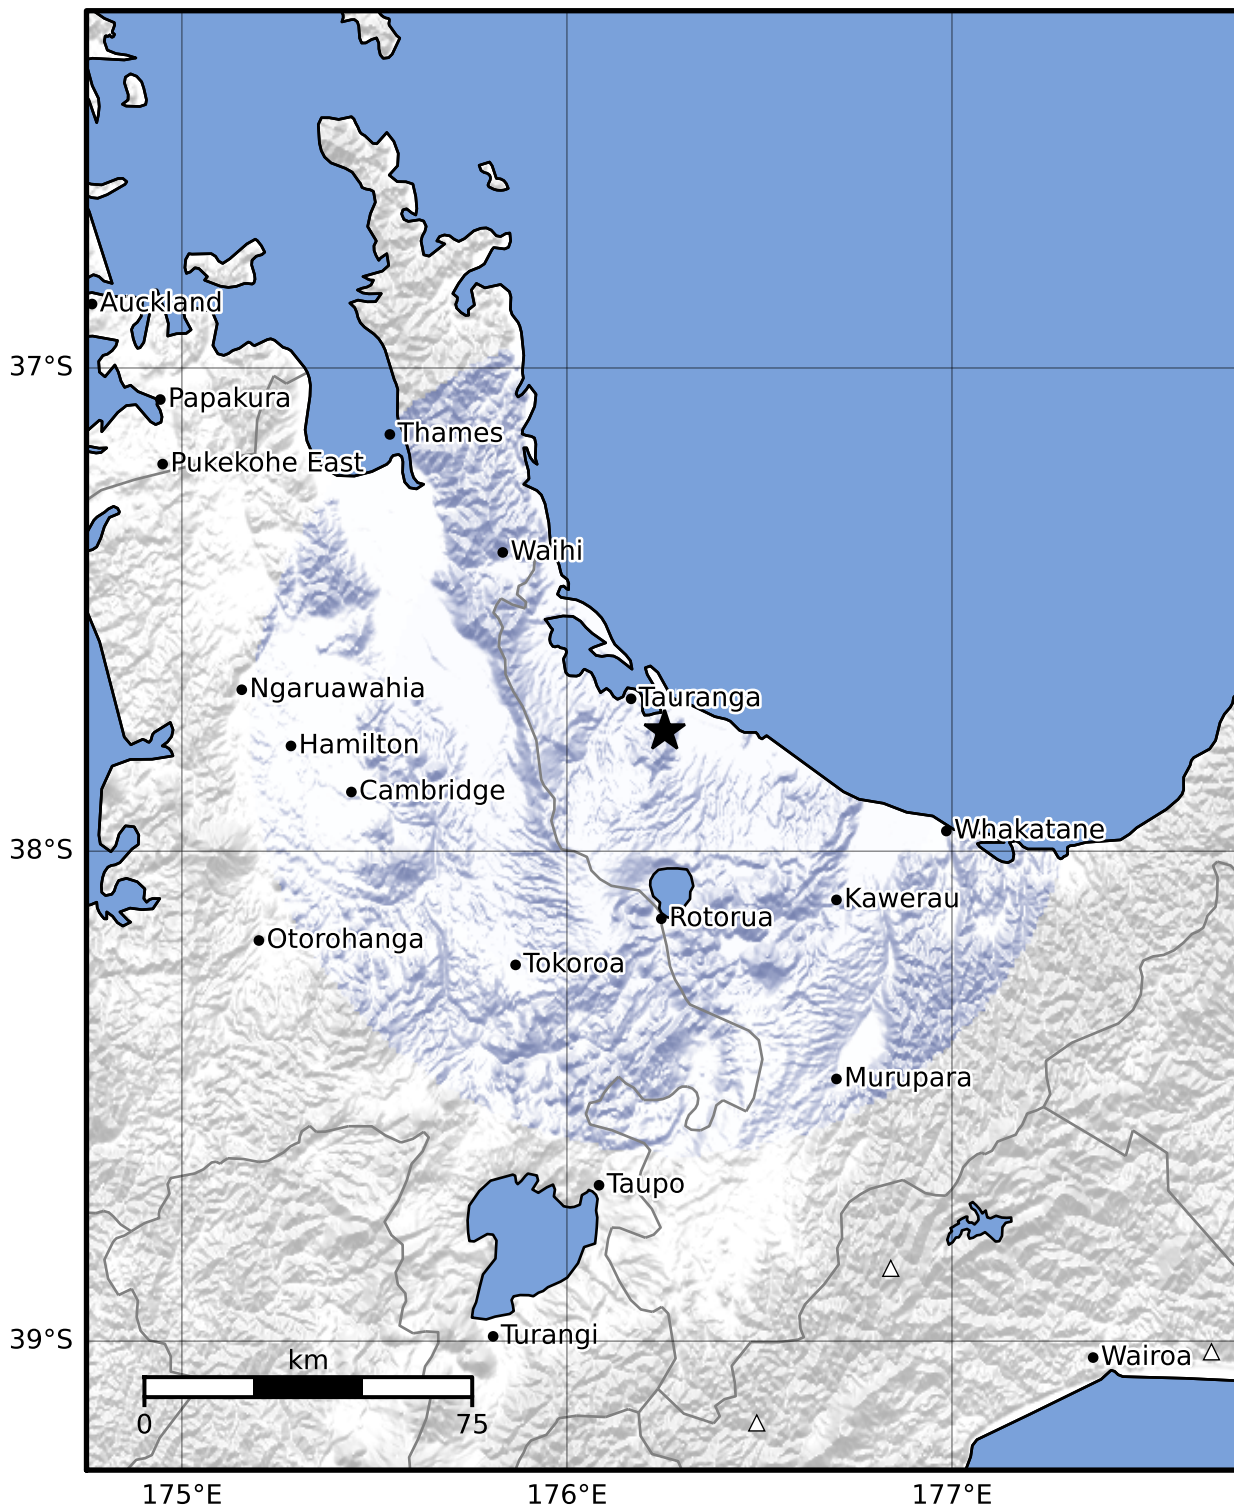 Auckland
37°S
Papakura
Thames
Pukekohe East
Waihi
Ngaruawahia
Tauranga
Hamilton
Cambridge
Whakatane
38°S
Kawerau
Rotorua
Otorohanga
Tokoroa
Murupara
Taupo
Turangi
39°S
Wairoa
km
0 75
175°E 176°E 177°E